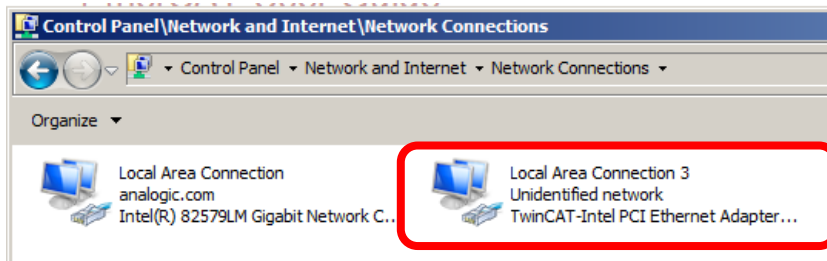 Control Panel\Network and Internet\Network Connections
Control Panel Network and Internet Network Connections
Organize
Local Area Connection
analogic.com
Intel(R) 82579LM Gigabit Network C...
Local Area Connection 3
Unidentified network
TwinCAT-Intel PCI Ethernet Adapter...